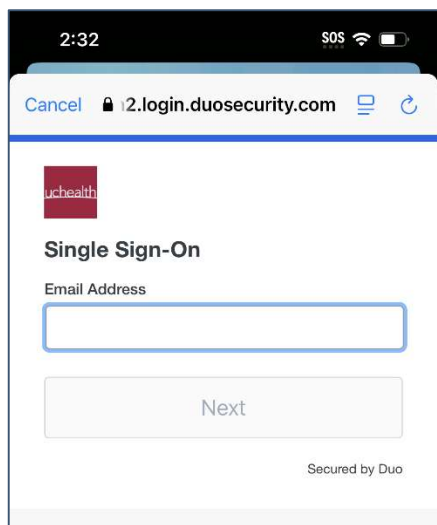 2:32 SOS
Cancel 2.login.duosecurity.com
uchealth
Single Sign-On
Email Address
Next
Secured by Duo